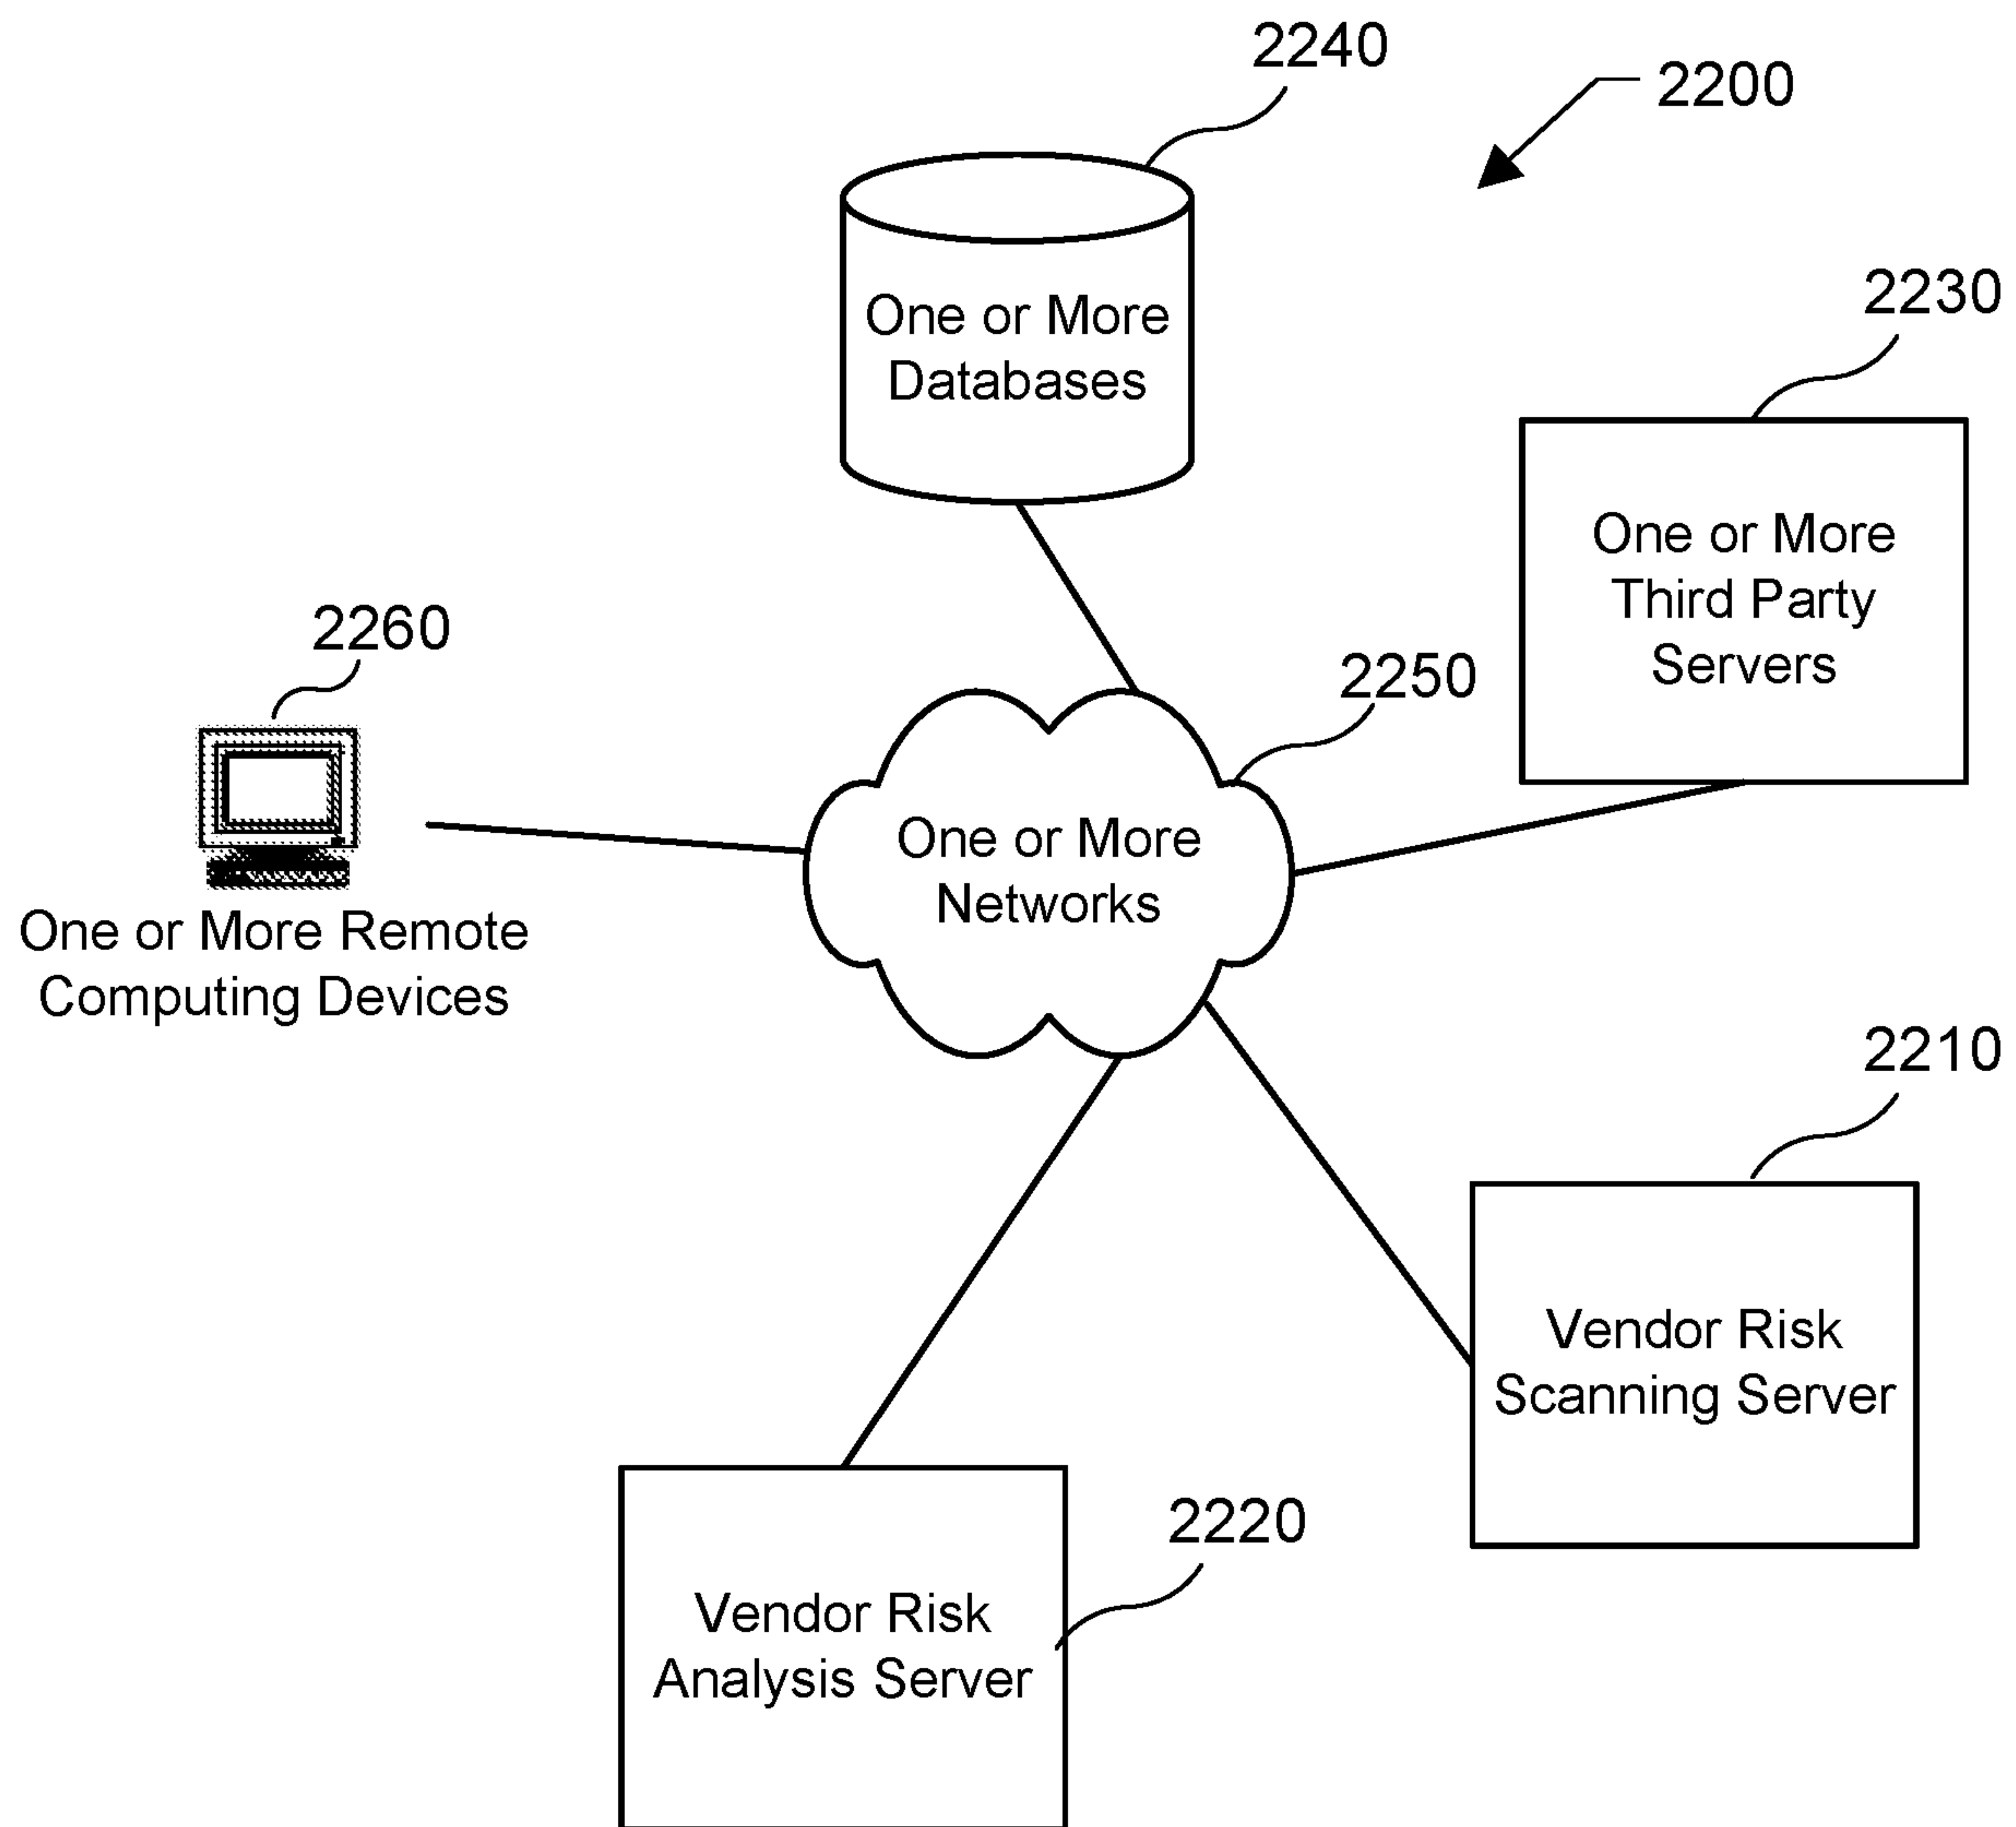 2240
2200
One or More
Databases
2230
One or More
Third Party
Servers
2260
2250
One or More
Networks
One or More Remote
Computing Devices
2210
Vendor Risk
Scanning Server
2220
Vendor Risk
Analysis Server